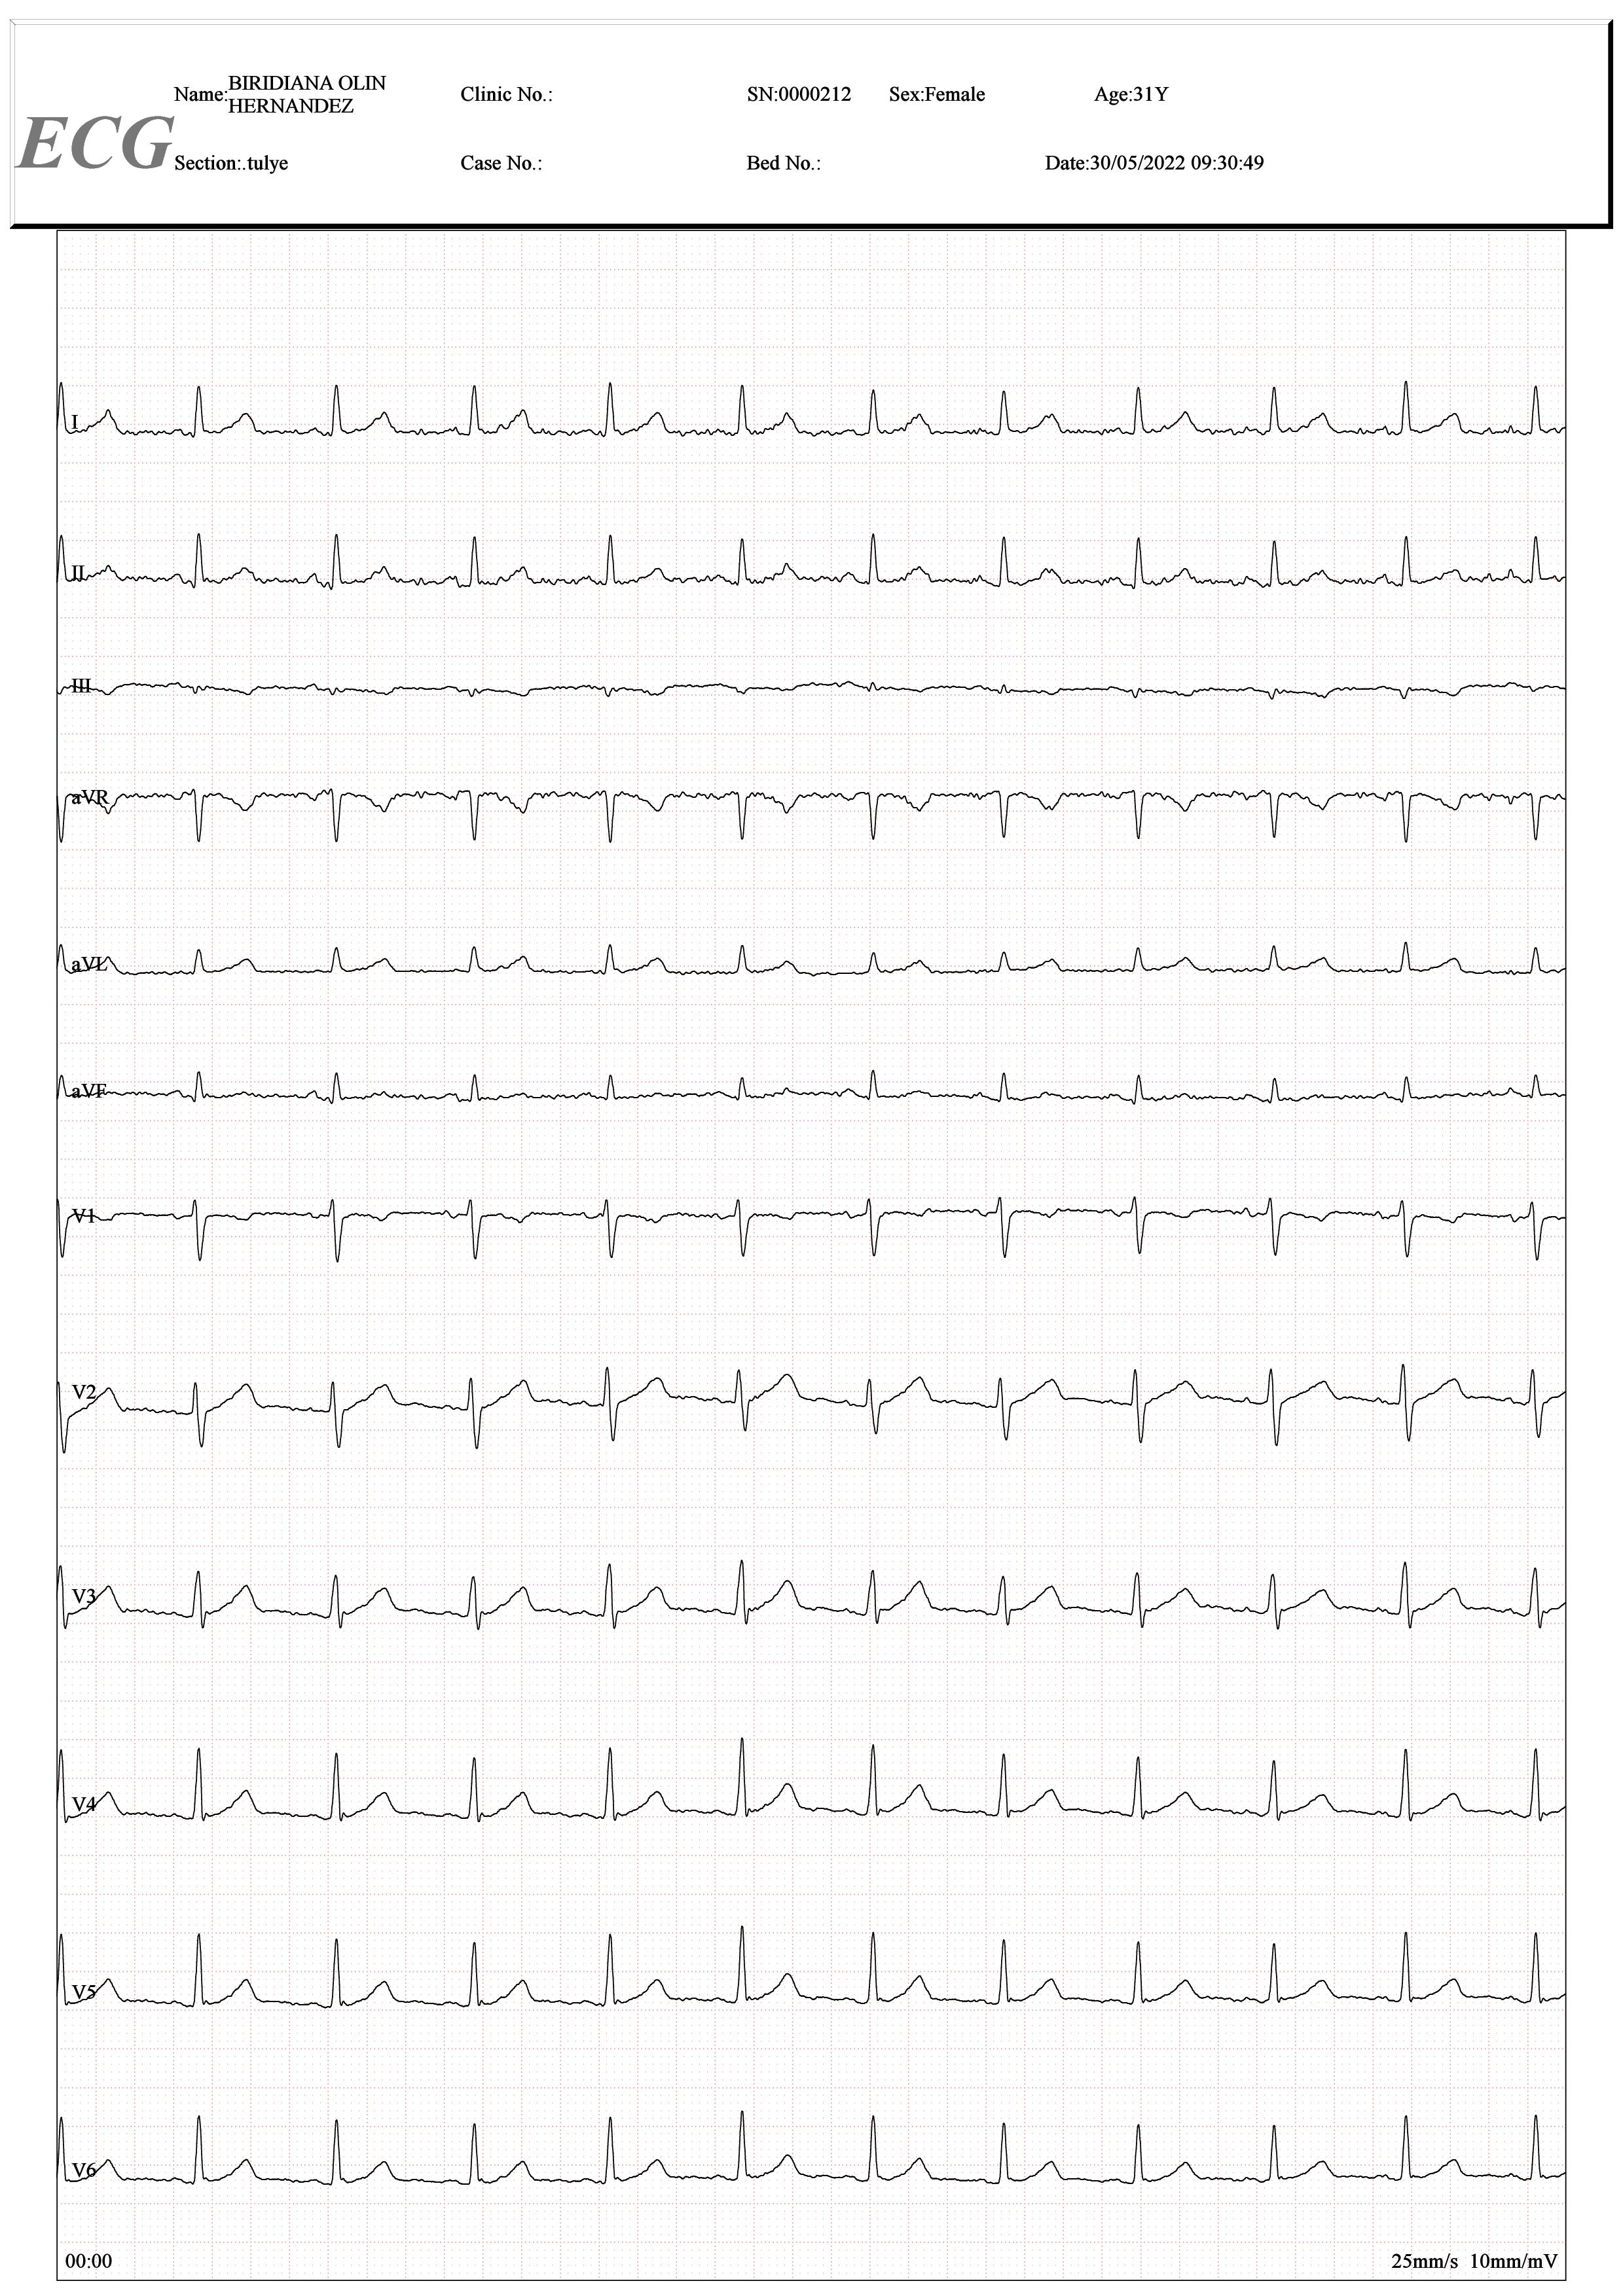 ECG
Name:BIRIDIANA OLIN HERNANDEZ Clinic No.: SN:0000212 Sex:Female Age:31Y
Section:.tulye Case No.: Bed No.: Date:30/05/2022 09:30:49
I
II
III
aVR
aVL
aVF
V1
V2
V3
V4
V5
V6
00:00 25mm/s 10mm/mV